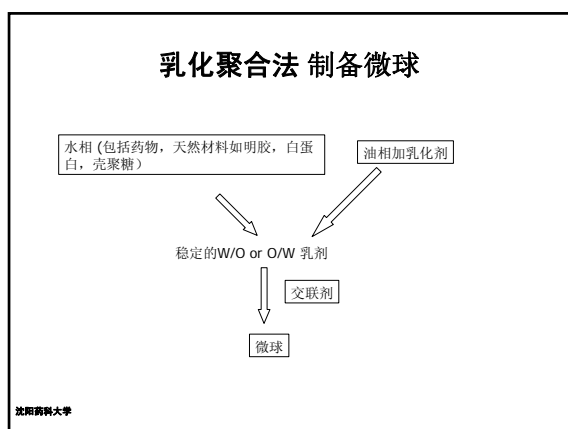 乳化聚合法 制备微球
水相 (包括药物，天然材料如明胶，白蛋
白，壳聚糖）
油相加乳化剂
稳定的W/O or O/W 乳剂
交联剂
微球
沈阳药科大学